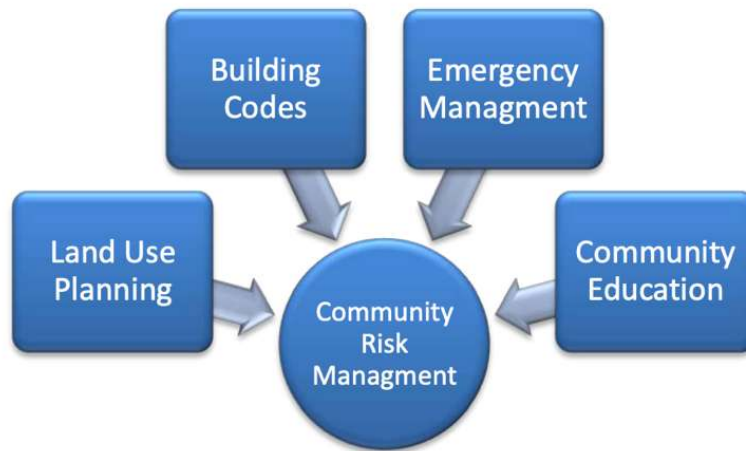 Building
Codes
Emergency
Managment
Land Use
Planning
Community
Education
Community
Risk
Managment